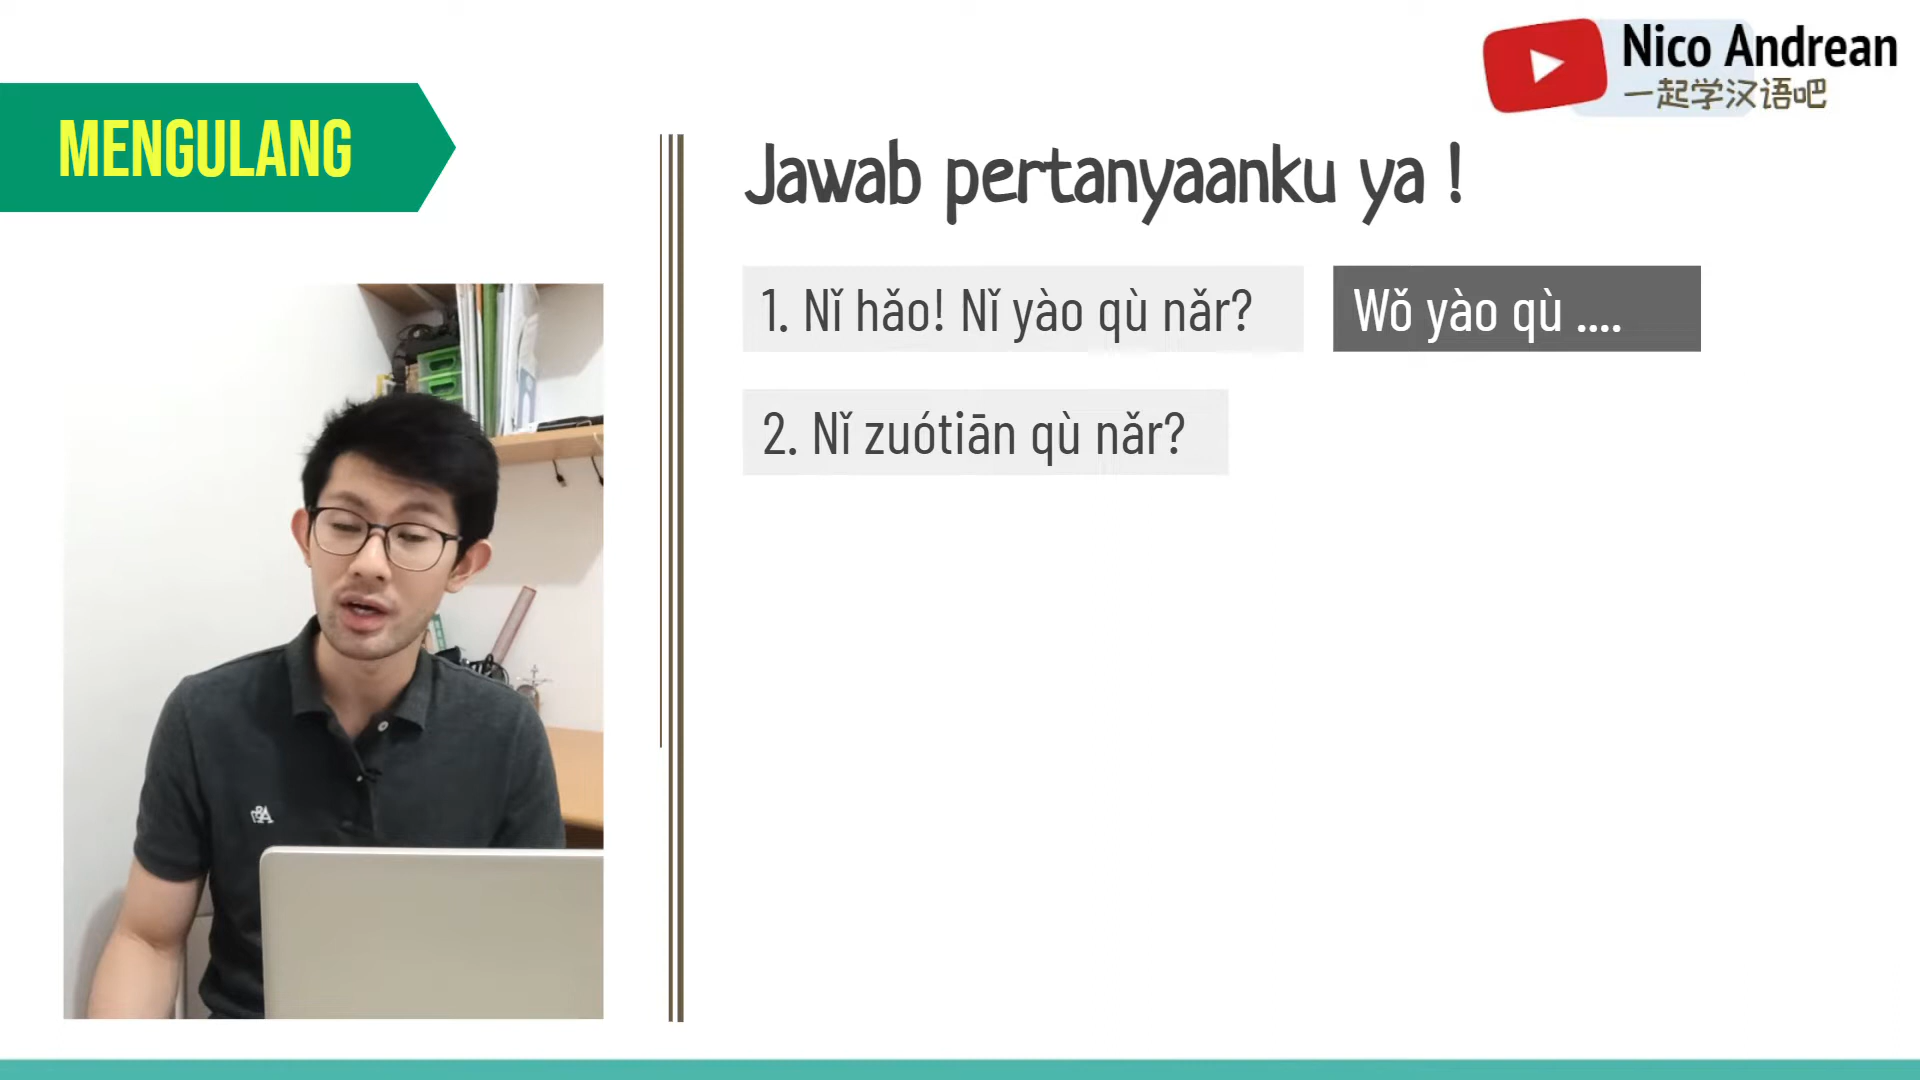 Nico Andrean
一起学汉语吧
MENGULANG
Jawab pertanyaanku ya !
1. Nǐ hǎo! Nǐ yào qù nǎr?
Wǒ yào qù ....
2. Nǐ zuótiān qù nǎr?